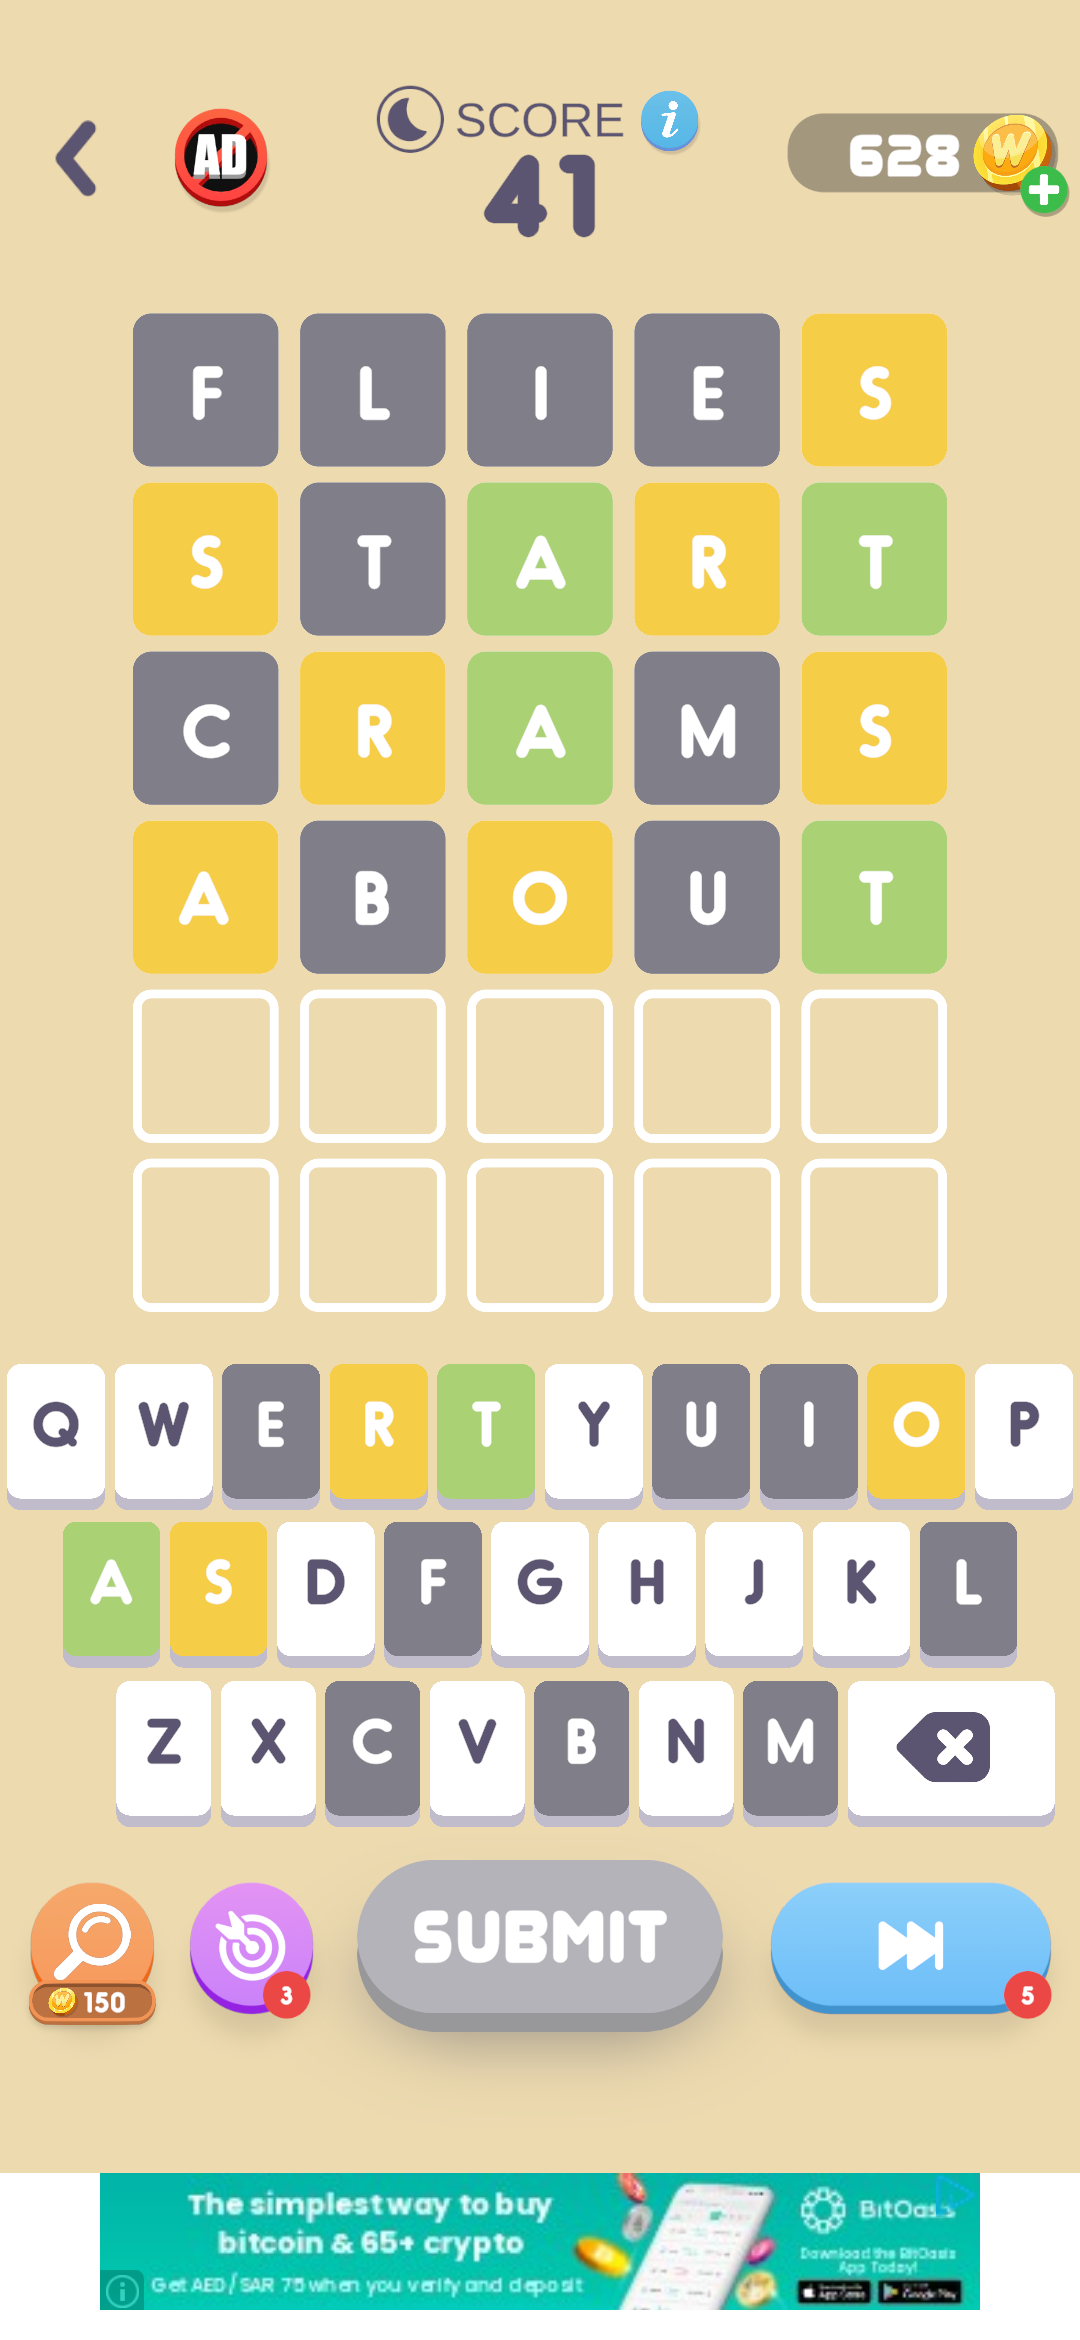 AD
SCORE
i
41
628
W
F L I E S
S T A R T
C R A M S
A B O U T
Q W E R T Y U I O P
A S D F G H J K L
Z X C V B N M
150
3
SUBMIT
5
The simplest way to buy
bitcoin & 65+ crypto
Get AED/SAR 75 when you verify and deposit
BitOasis
Download the BitOasis
App Today!
App Store
Google Play